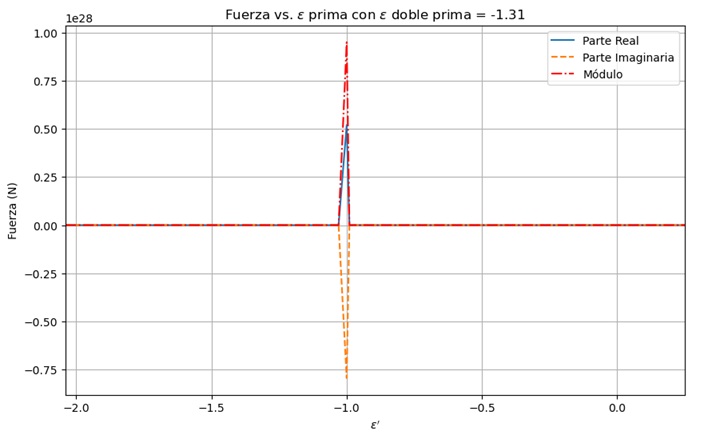 Fuerza vs. ε prima con ε doble prima = -1.31
1e28
1.00
0.75
0.50
0.25
0.00
−0.25
−0.50
−0.75
Fuerza (N)
Parte Real
Parte Imaginaria
Módulo
−2.0 −1.5 −1.0 −0.5 0.0
ε′